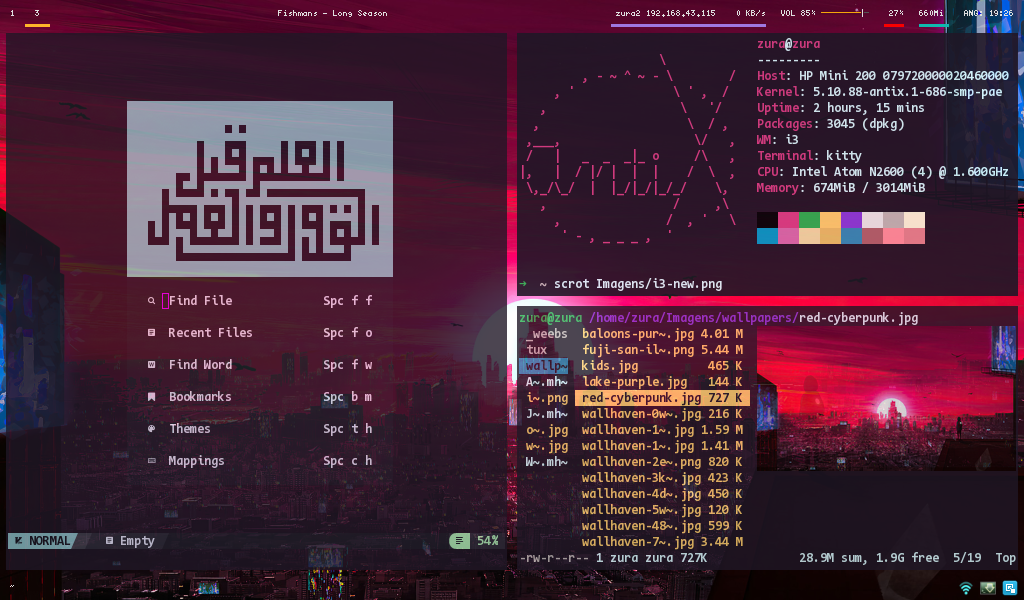 1 3 Fishmans - Long Season zura2 192.168.43.115 0 KB/s VOL 85% 27% 660Mi ANG: 19:26
العلم قبل
القول والعمل
Find File Spc f f
Recent Files Spc f o
Find Word Spc f w
Bookmarks Spc b m
Themes Spc t h
Mappings Spc c h
NORMAL Empty 54%
~
zura@zura
---------
Host: HP Mini 200 079720000020460000
Kernel: 5.10.88-antix.1-686-smp-pae
Uptime: 2 hours, 15 mins
Packages: 3045 (dpkg)
WM: i3
Terminal: kitty
CPU: Intel Atom N2600 (4) @ 1.600GHz
Memory: 674MiB / 3014MiB
➜ ~ scrot Imagens/i3-new.png
zura@zura /home/zura/Imagens/wallpapers/red-cyberpunk.jpg
_weebs baloons-pur~.jpg 4.01 M
tux fuji-san-il~.png 5.44 M
wallp~ kids.jpg 465 K
A~.mh~ lake-purple.jpg 144 K
i~.png red-cyberpunk.jpg 727 K
J~.mh~ wallhaven-0w~.jpg 216 K
o~.jpg wallhaven-1~.jpg 1.59 M
w~.jpg wallhaven-1~.jpg 1.41 M
W~.mh~ wallhaven-2e~.png 820 K
wallhaven-3k~.jpg 423 K
wallhaven-4d~.jpg 450 K
wallhaven-5w~.jpg 120 K
wallhaven-48~.jpg 599 K
wallhaven-7~.jpg 3.44 M
-rw-r--r-- 1 zura zura 727K 28.9M sum, 1.9G free 5/19 Top